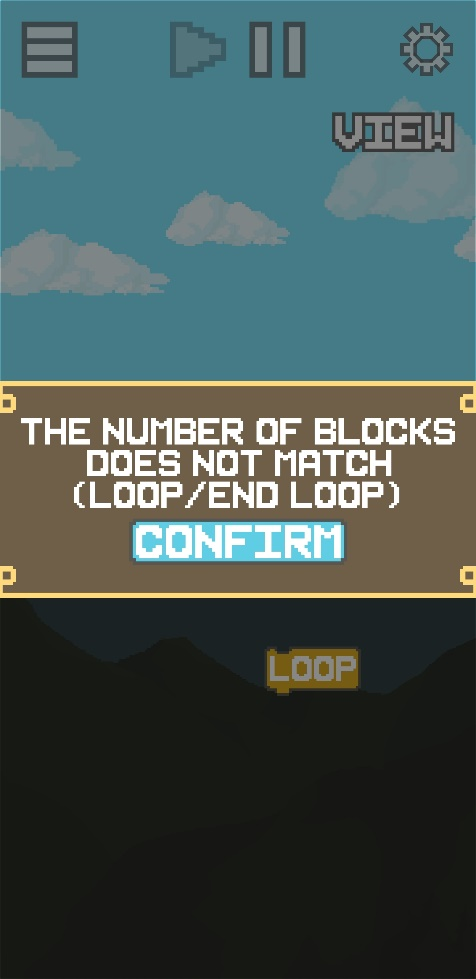 VIEW
THE NUMBER OF BLOCKS
DOES NOT MATCH
(LOOP/END LOOP)
CONFIRM
LOOP